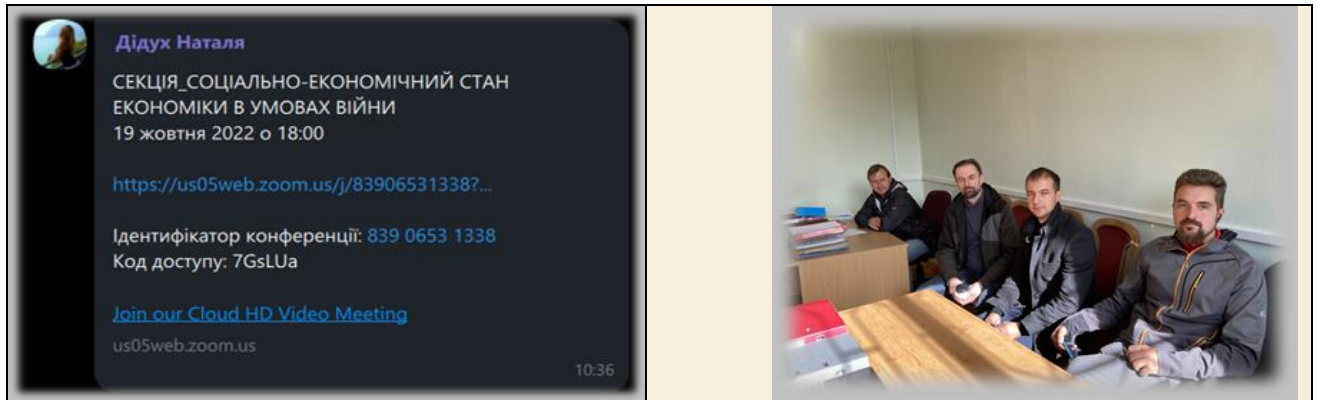 Дідух Наталя
СЕКЦІЯ_СОЦІАЛЬНО-ЕКОНОМІЧНИЙ СТАН
ЕКОНОМІКИ В УМОВАХ ВІЙНИ
19 жовтня 2022 о 18:00
https://us05web.zoom.us/j/83906531338?...
Ідентифікатор конференції: 839 0653 1338
Код доступу: 7GsLUa
Join our Cloud HD Video Meeting
us05web.zoom.us
10:36